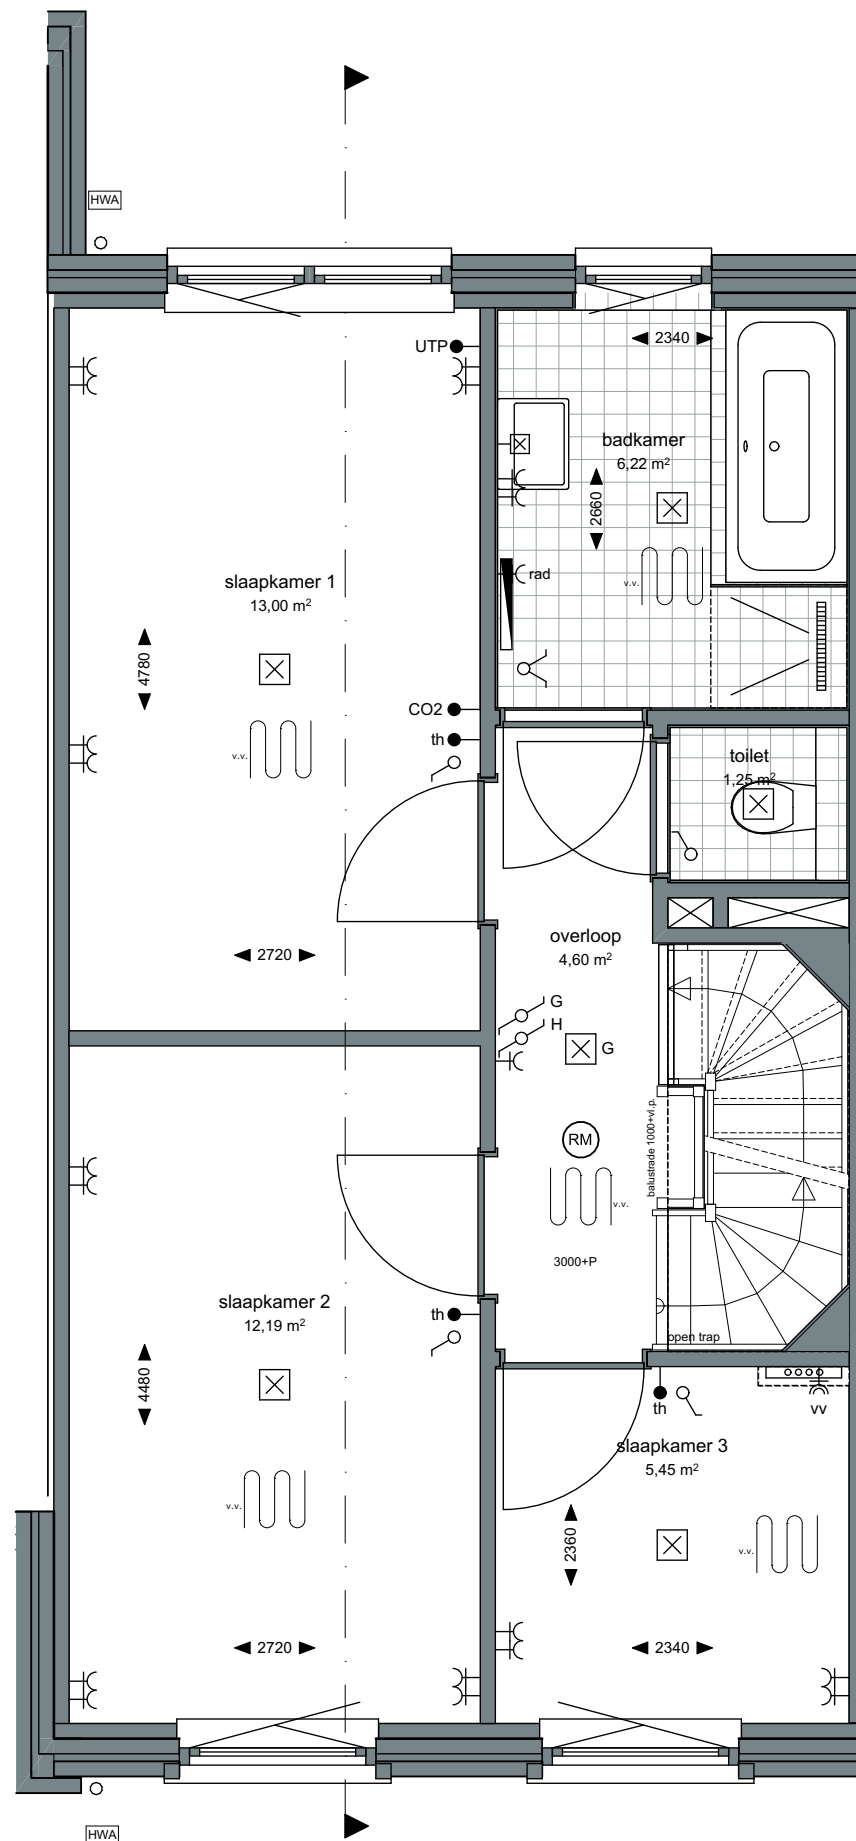 HWA
UTP
2340
badkamer
6,22 m²
2660
rad
v.v.
slaapkamer 1
13,00 m²
4780
CO2
th
v.v.
toilet
1,25 m²
2720
overloop
4,60 m²
G
H
G
RM
balustrade 1000+vl.p.
v.v.
3000+P
open trap
slaapkamer 2
12,19 m²
th
4480
th
vv
slaapkamer 3
5,45 m²
v.v.
2360
v.v.
2720
2340
HWA